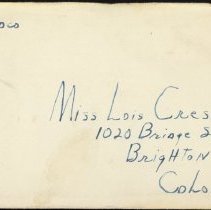 Miss Lois Cres
1020 Bridge S
Brighton
Colo